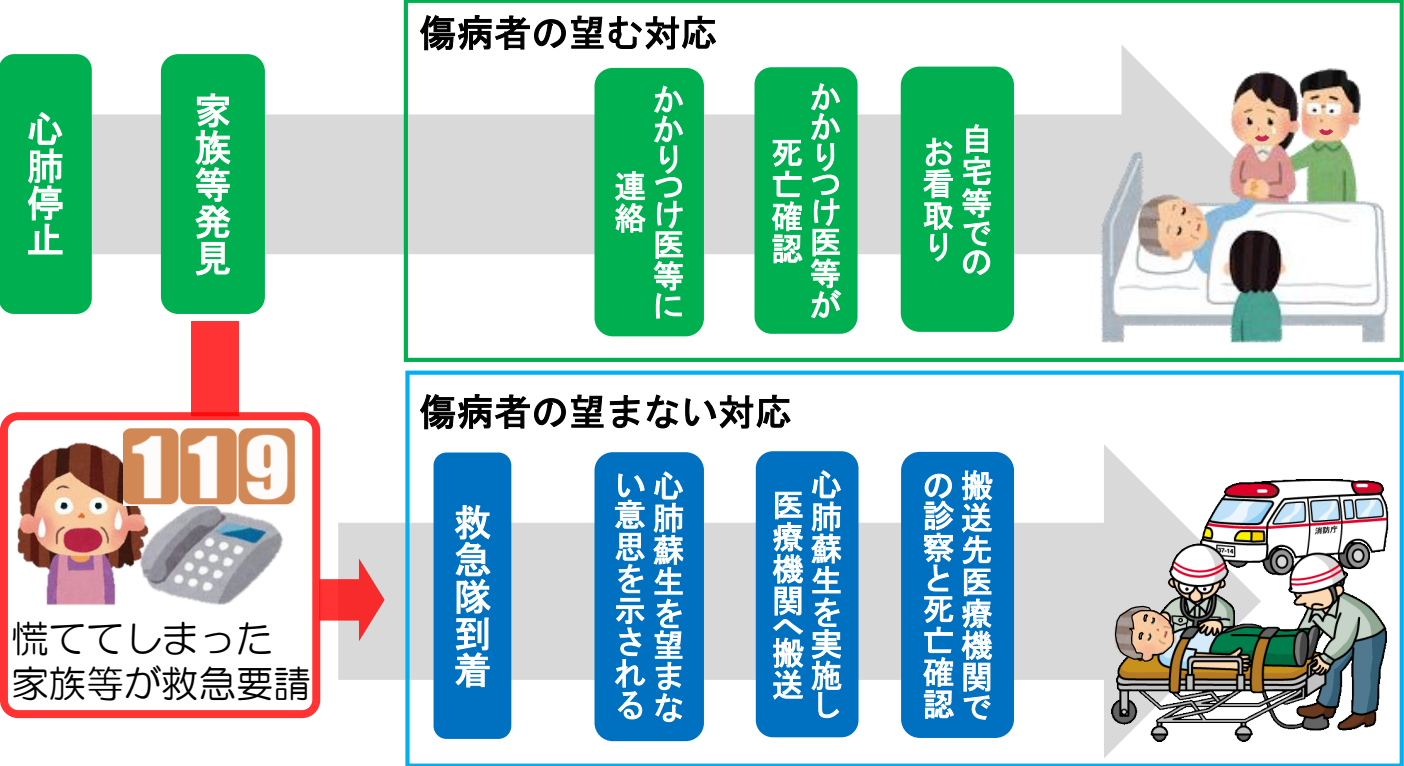 傷病者の望む対応
心肺停止
家族等発見
かかりつけ医等に
連絡
かかりつけ医等が
死亡確認
自宅等での
お看取り
119
慌ててしまった
家族等が救急要請
傷病者の望まない対応
救急隊到着
心肺蘇生を望まな
い意思を示される
心肺蘇生を実施し
医療機関へ搬送
搬送先医療機関で
の診察と死亡確認
消防庁
37-14